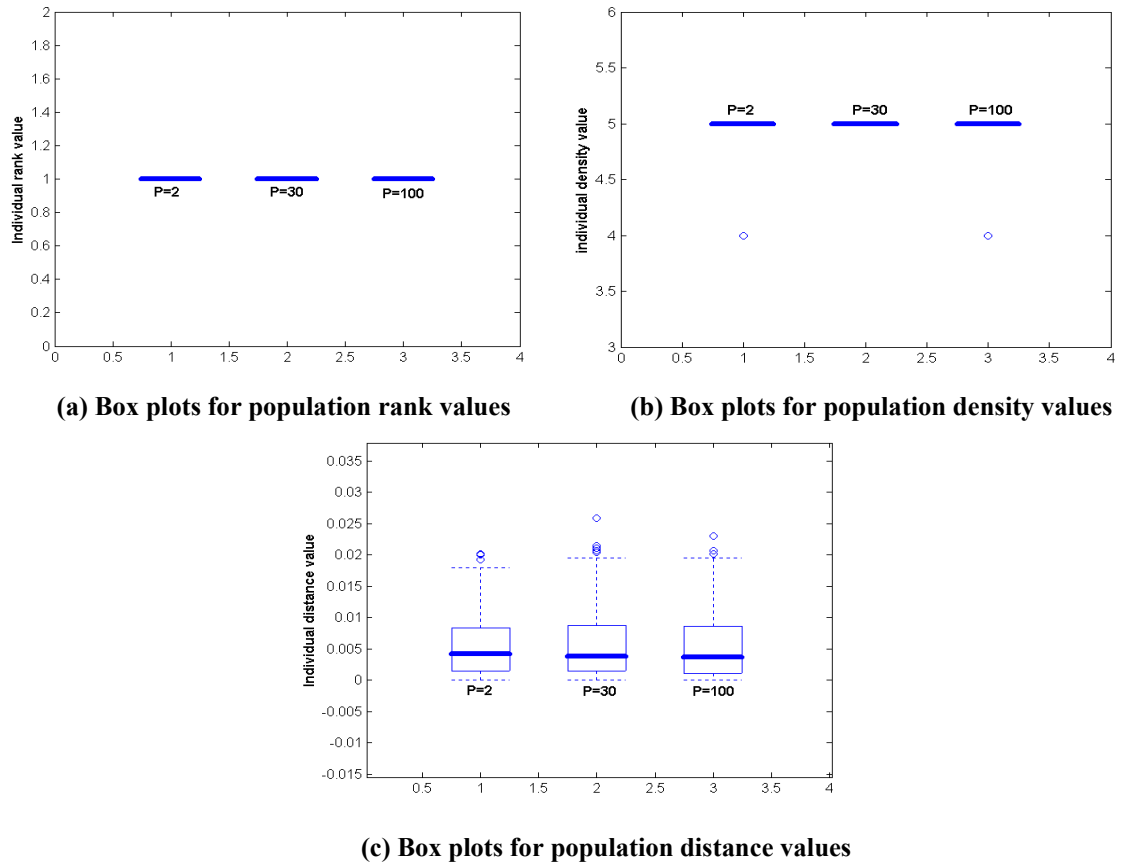 2
1.8
1.6
1.4
1.2
1
0.8
0.6
0.4
0.2
0
Individual rank value
P=2 P=30 P=100
0 0.5 1 1.5 2 2.5 3 3.5 4
(a) Box plots for population rank values
6
5.5
5
4.5
4
3.5
3
individual density value
P=2 P=30 P=100
0 0.5 1 1.5 2 2.5 3 3.5 4
(b) Box plots for population density values
0.035
0.03
0.025
0.02
0.015
0.01
0.005
0
-0.005
-0.01
-0.015
Individual distance value
P=2 P=30 P=100
0.5 1 1.5 2 2.5 3 3.5 4
(c) Box plots for population distance values